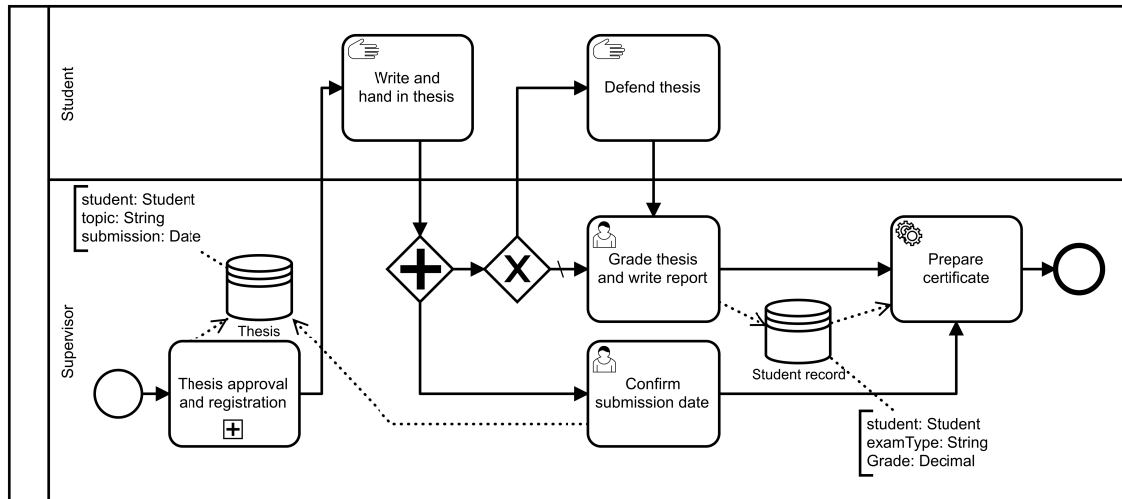 Student
Write and
hand in thesis
Defend thesis
Supervisor
student: Student
topic: String
submission: Date
Thesis
Thesis approval
and registration
X
Grade thesis
and write report
Confirm
submission date
Student record
Prepare
certificate
student: Student
examType: String
Grade: Decimal